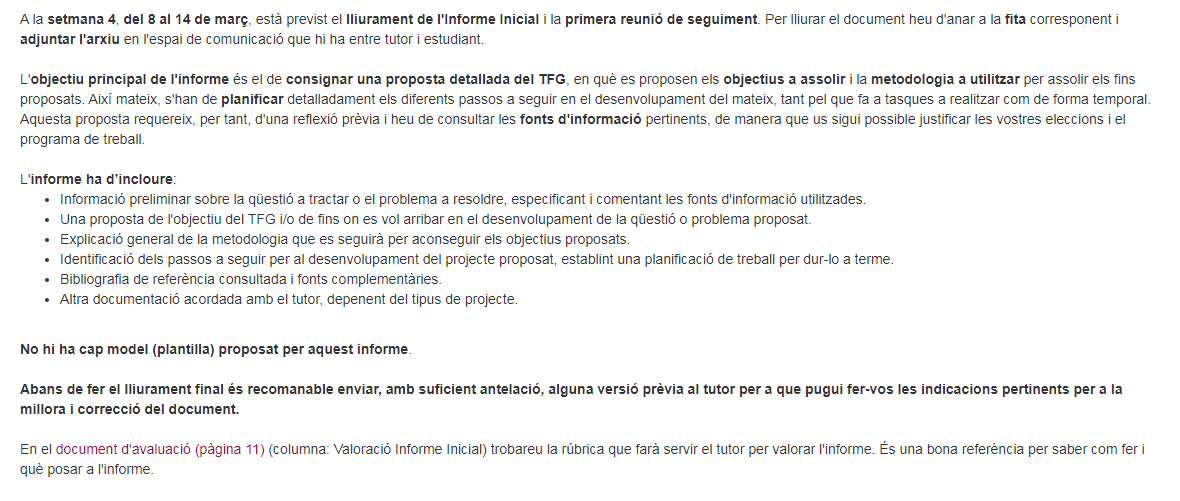 A la setmana 4, del 8 al 14 de març, està previst el lliurament de l'Informe Inicial i la primera reunió de seguiment. Per lliurar el document heu d'anar a la fita corresponent i
adjuntar l'arxiu en l'espai de comunicació que hi ha entre tutor i estudiant.
L'objectiu principal de l'informe és el de consignar una proposta detallada del TFG, en què es proposen els objectius a assolir i la metodologia a utilitzar per assolir els fins
proposats. Així mateix, s'han de planificar detalladament els diferents passos a seguir en el desenvolupament del mateix, tant pel que fa a tasques a realitzar com de forma temporal.
Aquesta proposta requereix, per tant, d'una reflexió prèvia i heu de consultar les fonts d'informació pertinents, de manera que us sigui possible justificar les vostres eleccions i el
programa de treball.
L'informe ha d’incloure:
• Informació preliminar sobre la qüestió a tractar o el problema a resoldre, especificant i comentant les fonts d'informació utilitzades.
• Una proposta de l'objectiu del TFG i/o de fins on es vol arribar en el desenvolupament de la qüestió o problema proposat.
• Explicació general de la metodologia que es seguirà per aconseguir els objectius proposats.
• Identificació dels passos a seguir per al desenvolupament del projecte proposat, establint una planificació de treball per dur-lo a terme.
• Bibliografia de referència consultada i fonts complementàries.
• Altra documentació acordada amb el tutor, depenent del tipus de projecte.
No hi ha cap model (plantilla) proposat per aquest informe.
Abans de fer el lliurament final és recomanable enviar, amb suficient antelació, alguna versió prèvia al tutor per a que pugui fer-vos les indicacions pertinents per a la
millora i correcció del document.
En el document d'avaluació (pàgina 11) (columna: Valoració Informe Inicial) trobareu la rúbrica que farà servir el tutor per valorar l'informe. És una bona referència per saber com fer i
què posar a l'informe.